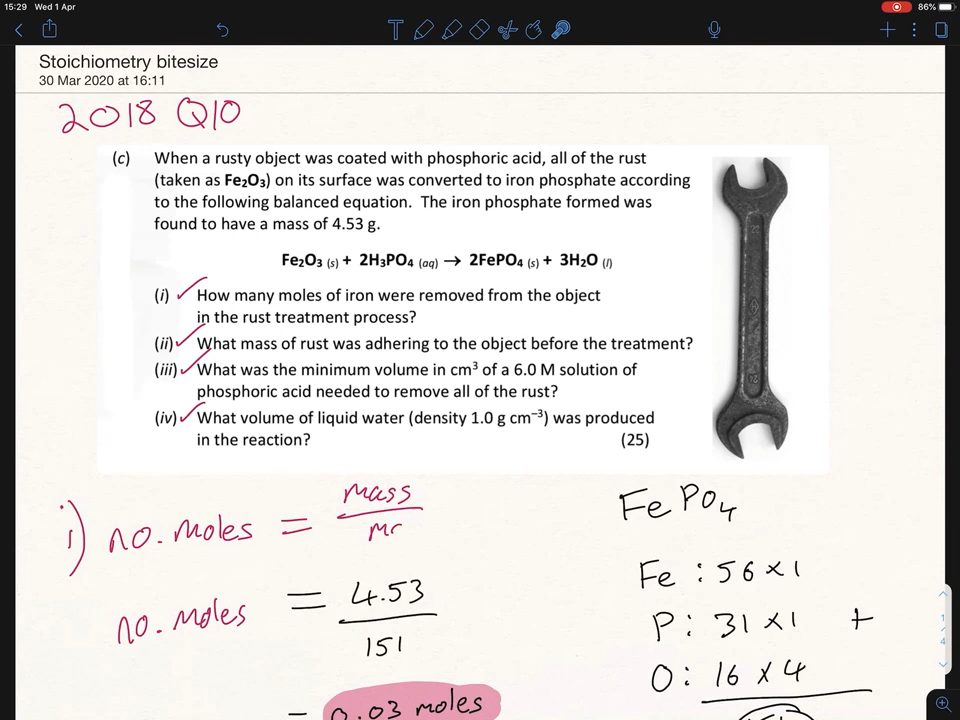 15:29 Wed 1 Apr
86%
Stoichiometry bitesize
30 Mar 2020 at 16:11
2018 Q10
(c) When a rusty object was coated with phosphoric acid, all of the rust
(taken as Fe₂O₃) on its surface was converted to iron phosphate according
to the following balanced equation. The iron phosphate formed was
found to have a mass of 4.53 g.
Fe₂O₃ (s) + 2H₃PO₄ (aq) → 2FePO₄ (s) + 3H₂O (l)
(i) How many moles of iron were removed from the object
in the rust treatment process?
(ii) What mass of rust was adhering to the object before the treatment?
(iii) What was the minimum volume in cm³ of a 6.0 M solution of
phosphoric acid needed to remove all of the rust?
(iv) What volume of liquid water (density 1.0 g cm⁻³) was produced
in the reaction? (25)
i) no. moles = mass / mr
FePO₄
Fe : 56 x 1
no. moles = 4.53 / 151
P : 31 x 1 +
O : 16 x 4
= 0.03 moles
1/4